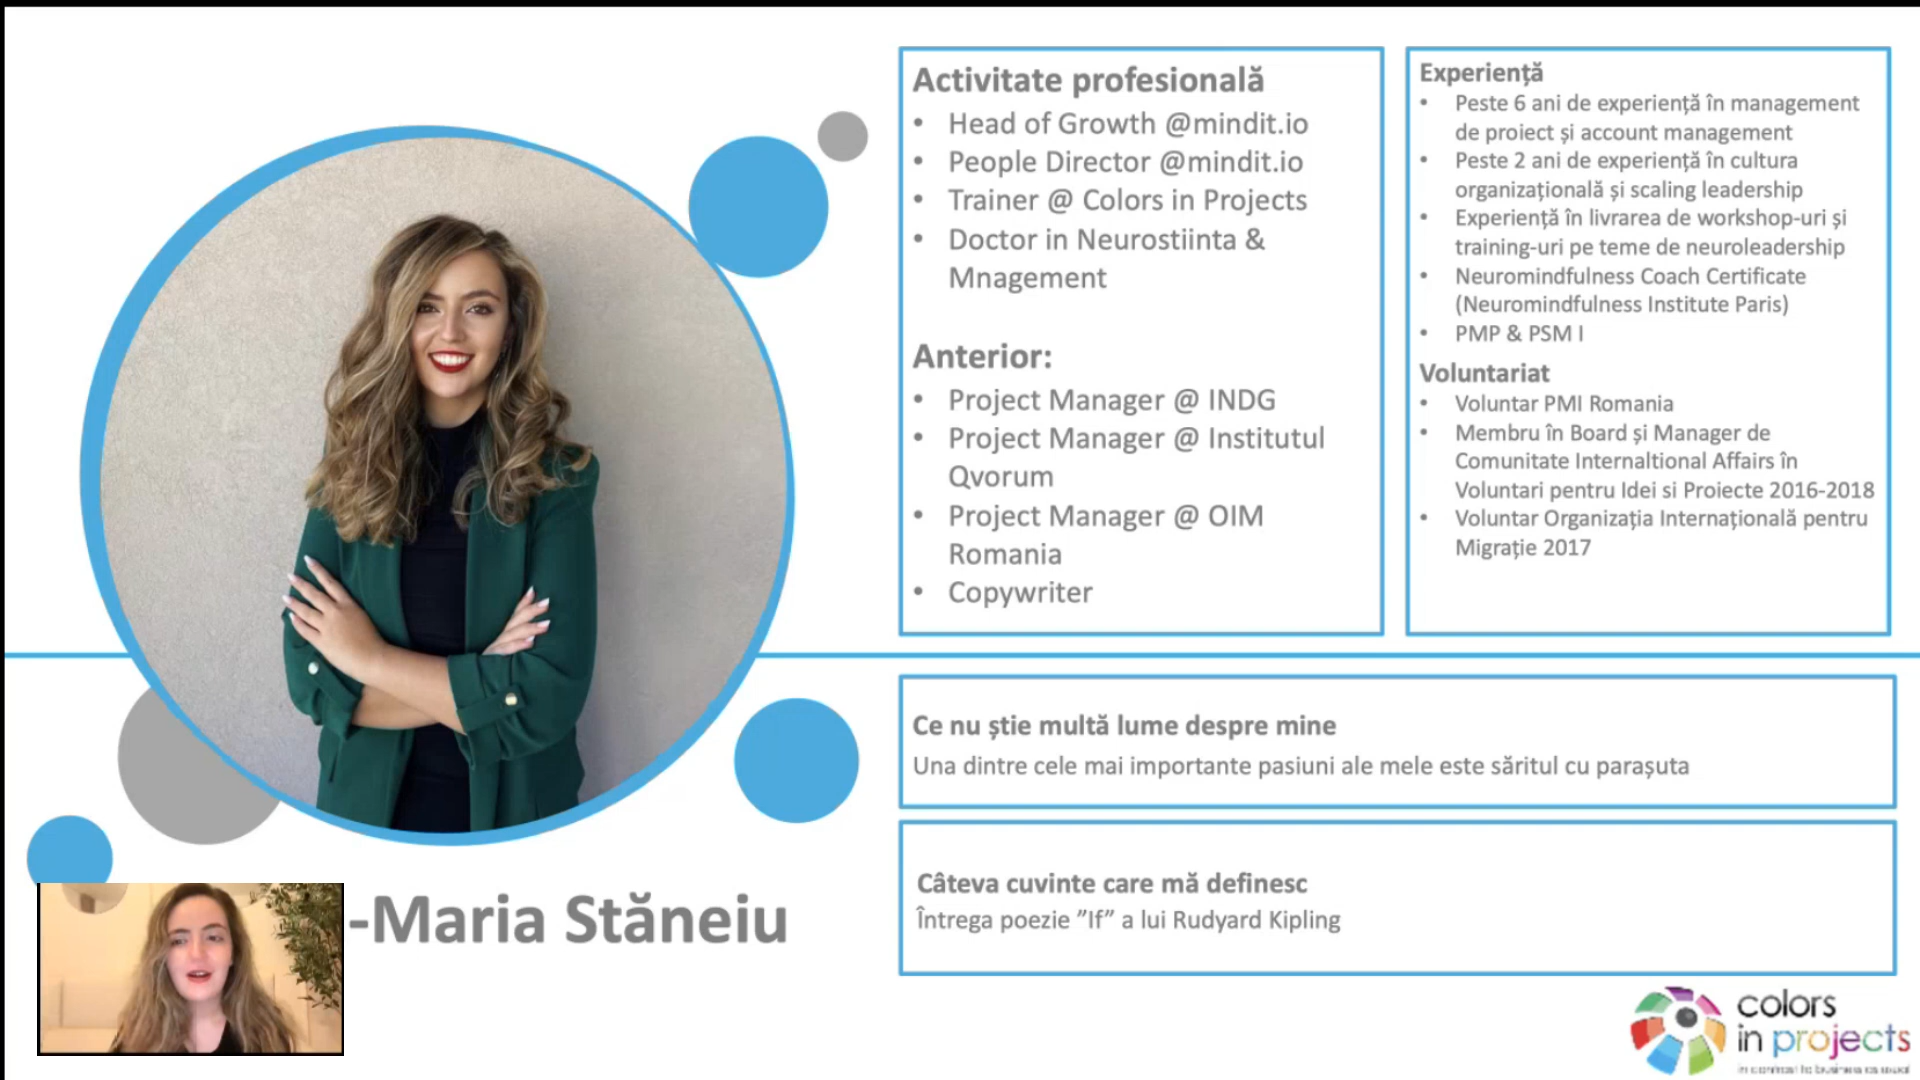 Activitate profesională
• Head of Growth @mindit.io
• People Director @mindit.io
• Trainer @ Colors in Projects
• Doctor in Neurostiinta &
Mnagement
Anterior:
• Project Manager @ INDG
• Project Manager @ Institutul
Qvorum
• Project Manager @ OIM
Romania
• Copywriter
Experiență
• Peste 6 ani de experiență în management
de proiect și account management
• Peste 2 ani de experiență în cultura
organizațională și scaling leadership
• Experiență în livrarea de workshop-uri și
training-uri pe teme de neuroleadership
• Neuromindfulness Coach Certificate
(Neuromindfulness Institute Paris)
• PMP & PSM I
Voluntariat
• Voluntar PMI Romania
• Membru în Board și Manager de
Comunitate Internaltional Affairs în
Voluntari pentru Idei si Proiecte 2016-2018
• Voluntar Organizația Internațională pentru
Migrație 2017
Ce nu știe multă lume despre mine
Una dintre cele mai importante pasiuni ale mele este săritul cu parașuta
Câteva cuvinte care mă definesc
Întrega poezie ”If” a lui Rudyard Kipling
-Maria Stăneiu
colors
in projects
in contrast to business as usual